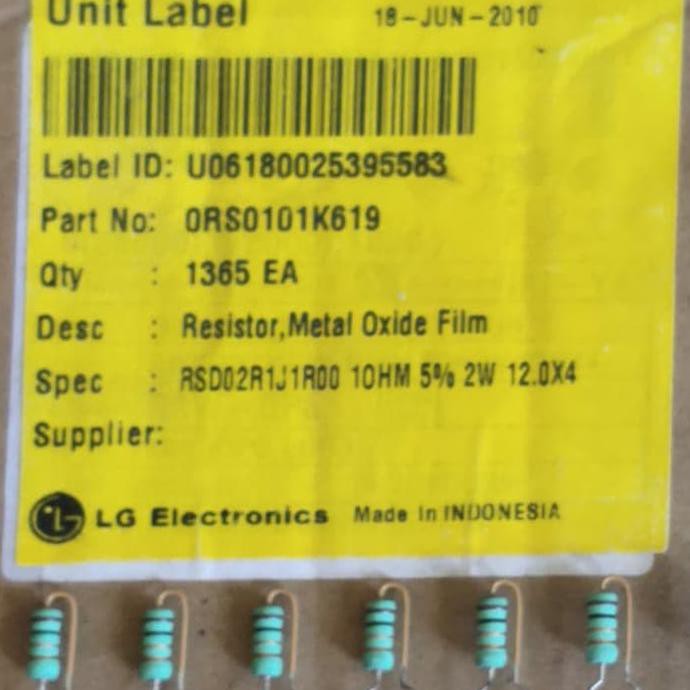 Unit Label 18-JUN-2010
Label ID: U06180025395583
Part No: 0RS0101K619
Qty : 1365 EA
Desc : Resistor,Metal Oxide Film
Spec : RSD02R1J1R00 1OHM 5% 2W 12.0X4
Supplier:
LG Electronics Made in INDONESIA